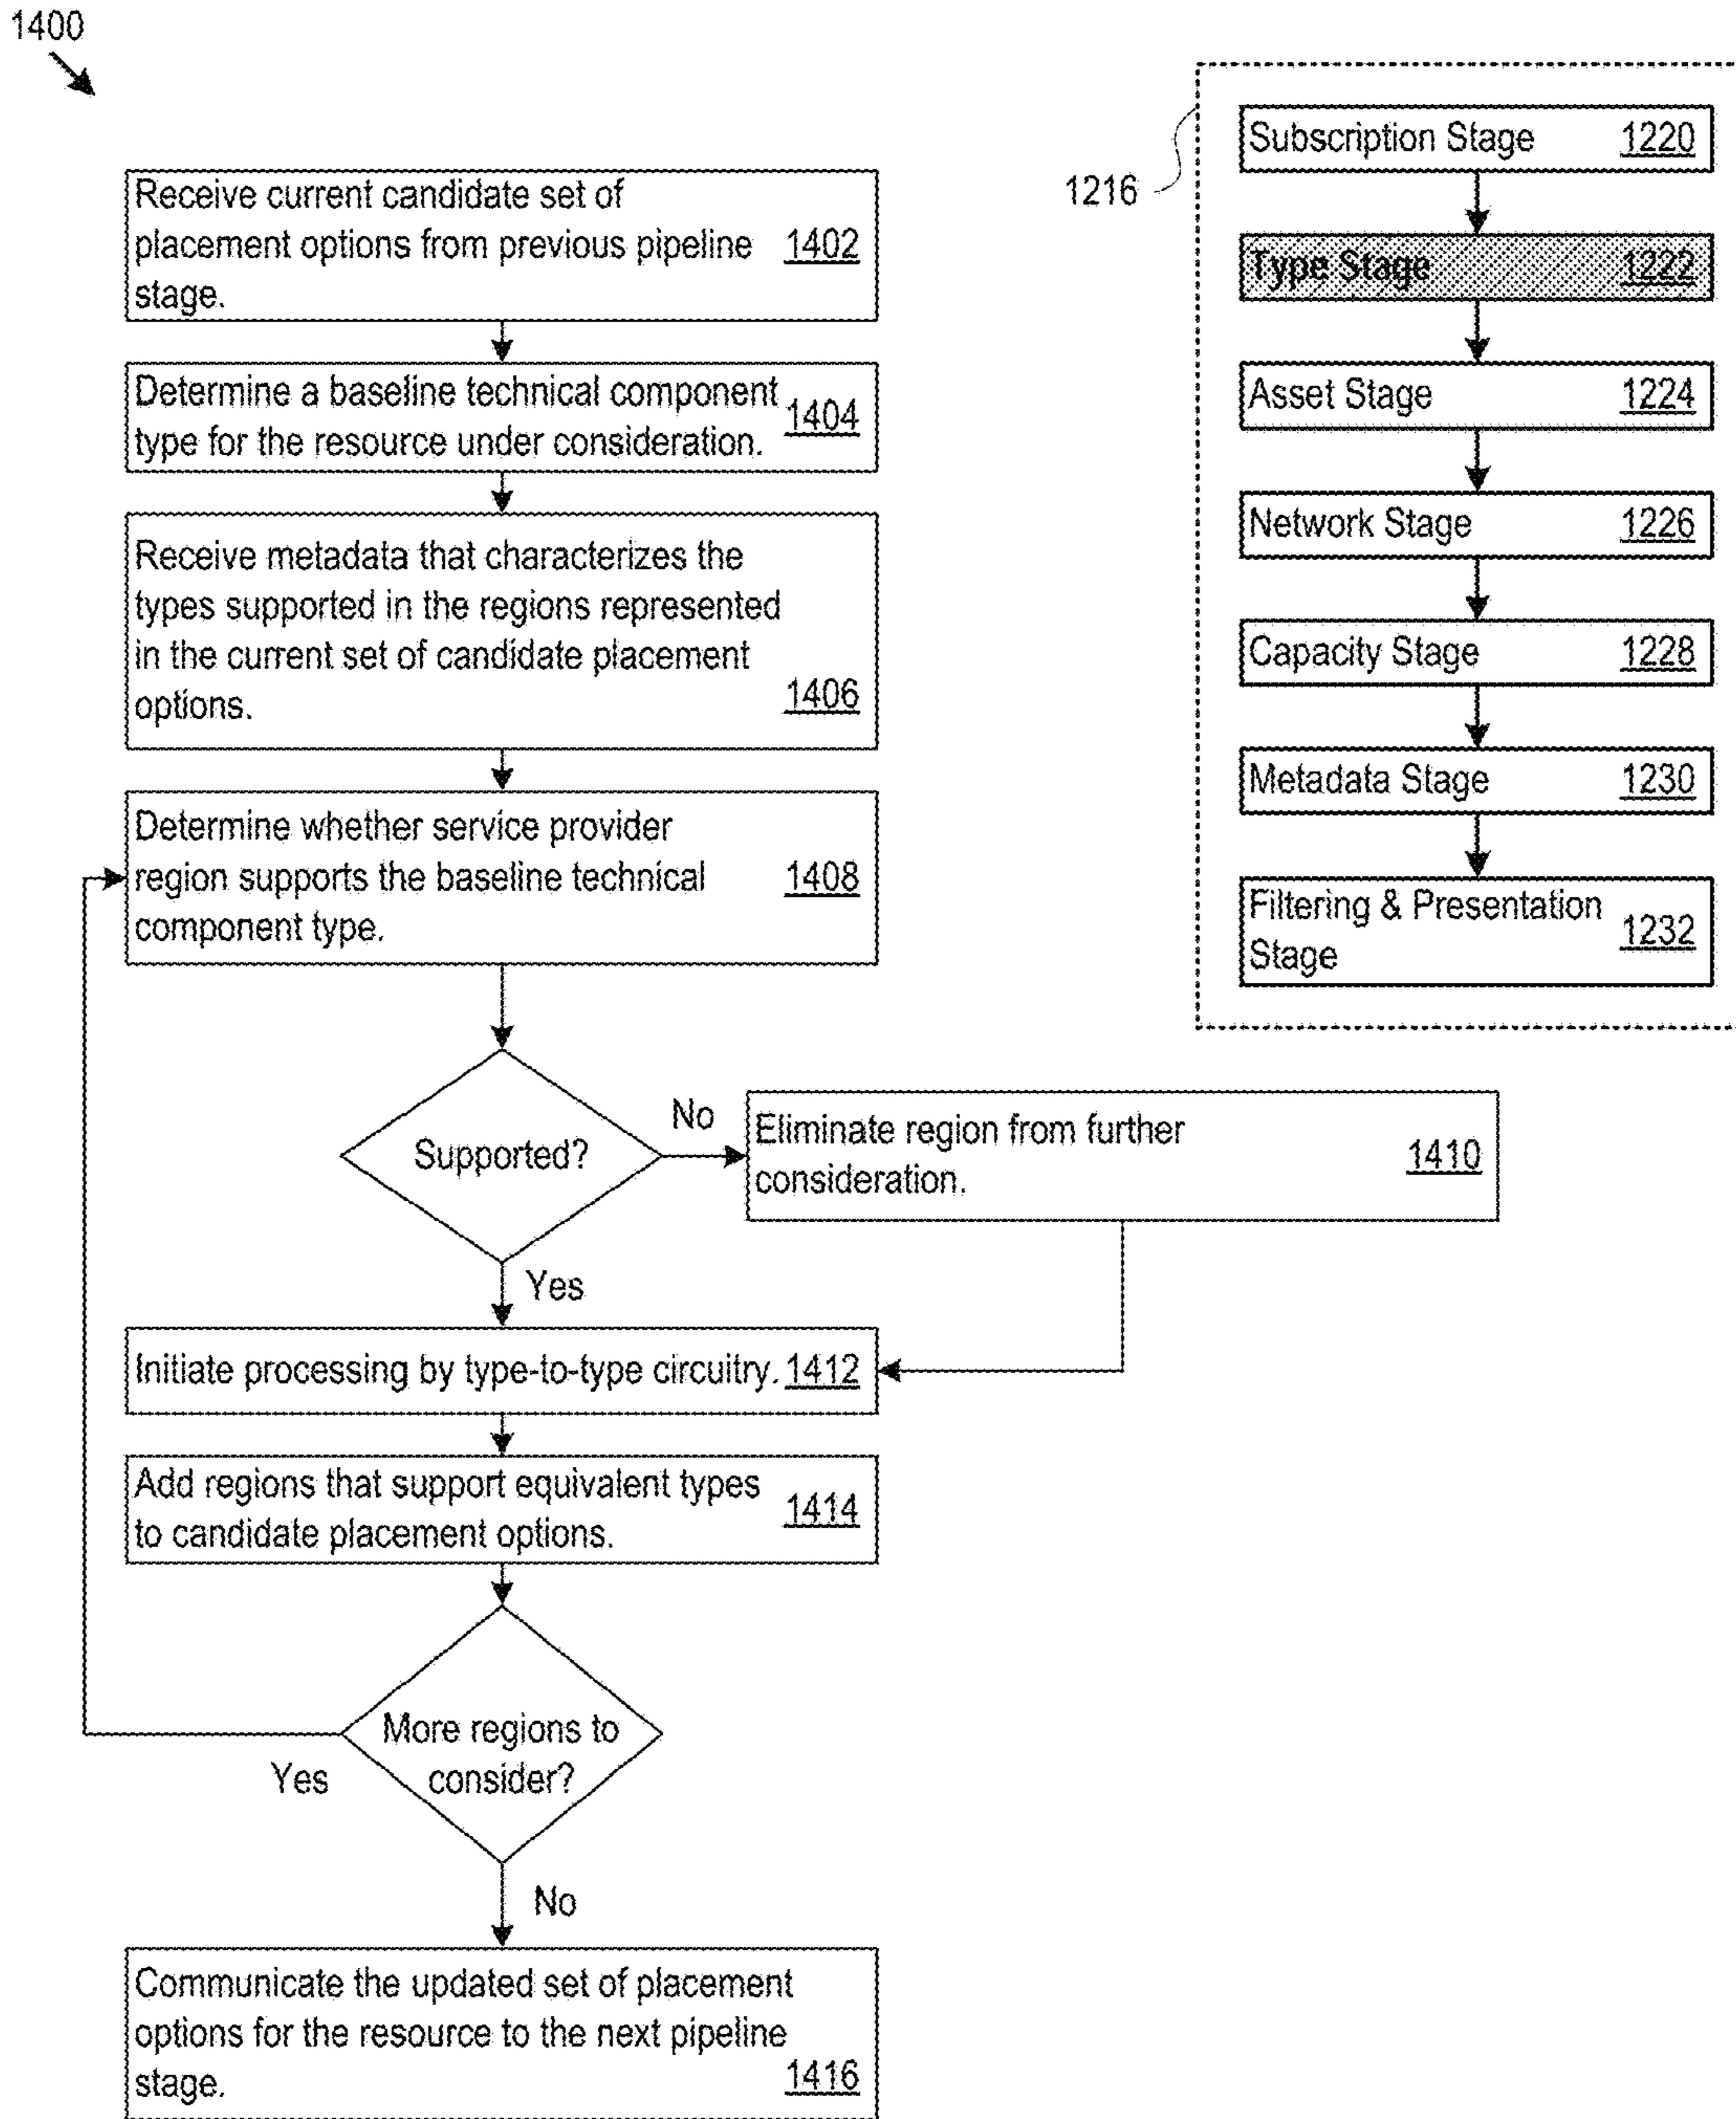 1400
Receive current candidate set of
placement options from previous pipeline 1402
stage.
Determine a baseline technical component
type for the resource under consideration. 1404
Receive metadata that characterizes the
types supported in the regions represented
in the current set of candidate placement
options. 1406
Determine whether service provider
region supports the baseline technical 1408
component type.
Supported?
No
Eliminate region from further
consideration. 1410
Yes
Initiate processing by type-to-type circuitry. 1412
Add regions that support equivalent types
to candidate placement options. 1414
More regions to
consider?
Yes
No
Communicate the updated set of placement
options for the resource to the next pipeline
stage. 1416
1216
Subscription Stage 1220
Type Stage 1222
Asset Stage 1224
Network Stage 1226
Capacity Stage 1228
Metadata Stage 1230
Filtering & Presentation
Stage 1232